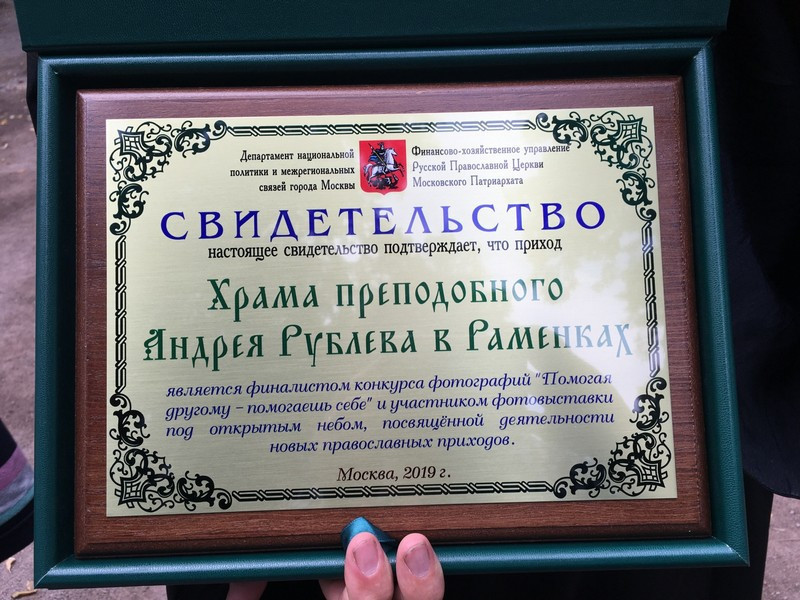 Департамент национальной
политики и межрегиональных
связей города Москвы
Финансово-хозяйственное управление
Русской Православной Церкви
Московского Патриархата
СВИДЕТЕЛЬСТВО
настоящее свидетельство подтверждает, что приход
Храма преподобного
Андрея Рублева в Раменках
является финалистом конкурса фотографий "Помогая
другому – помогаешь себе" и участником фотовыставки
под открытым небом, посвящённой деятельности
новых православных приходов.
Москва, 2019 г.